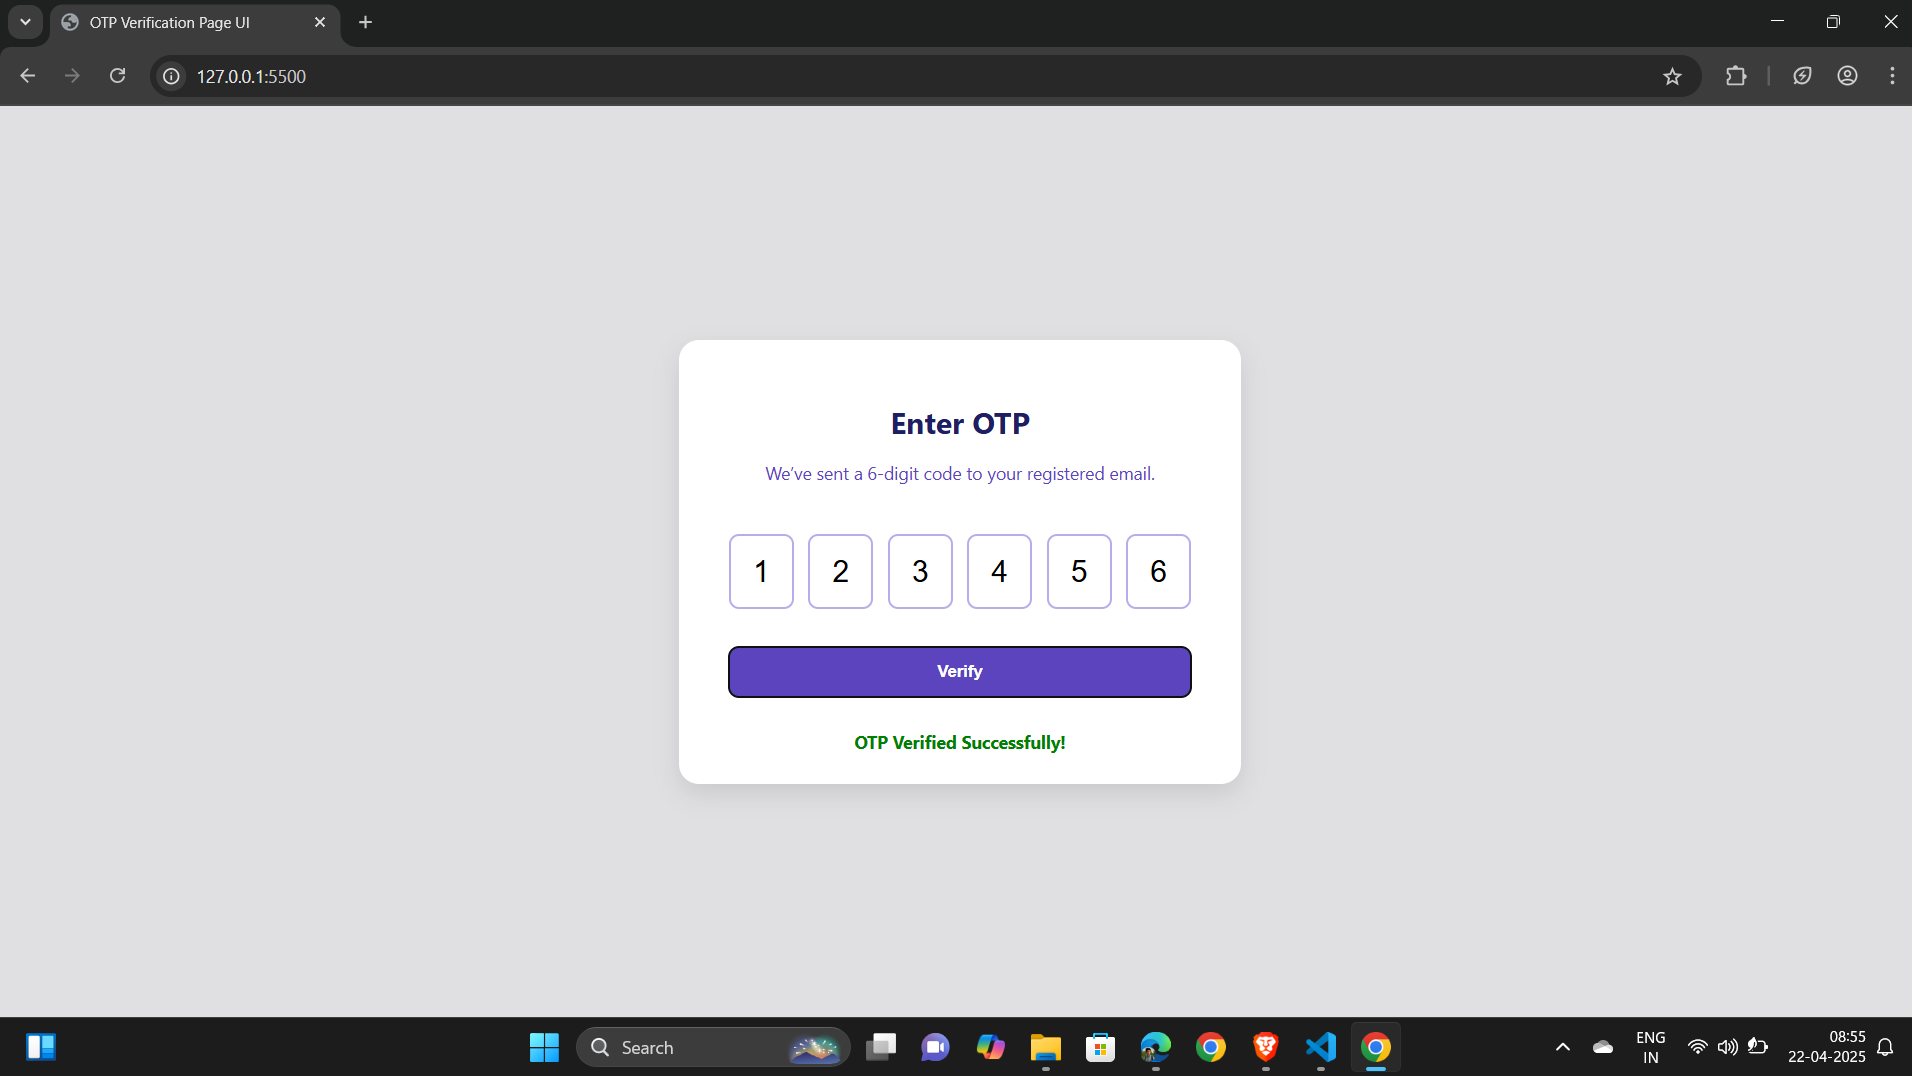 OTP Verification Page UI
127.0.0.1:5500
Enter OTP
We've sent a 6-digit code to your registered email.
1 2 3 4 5 6
Verify
OTP Verified Successfully!
Search
ENG
IN
08:55
22-04-2025